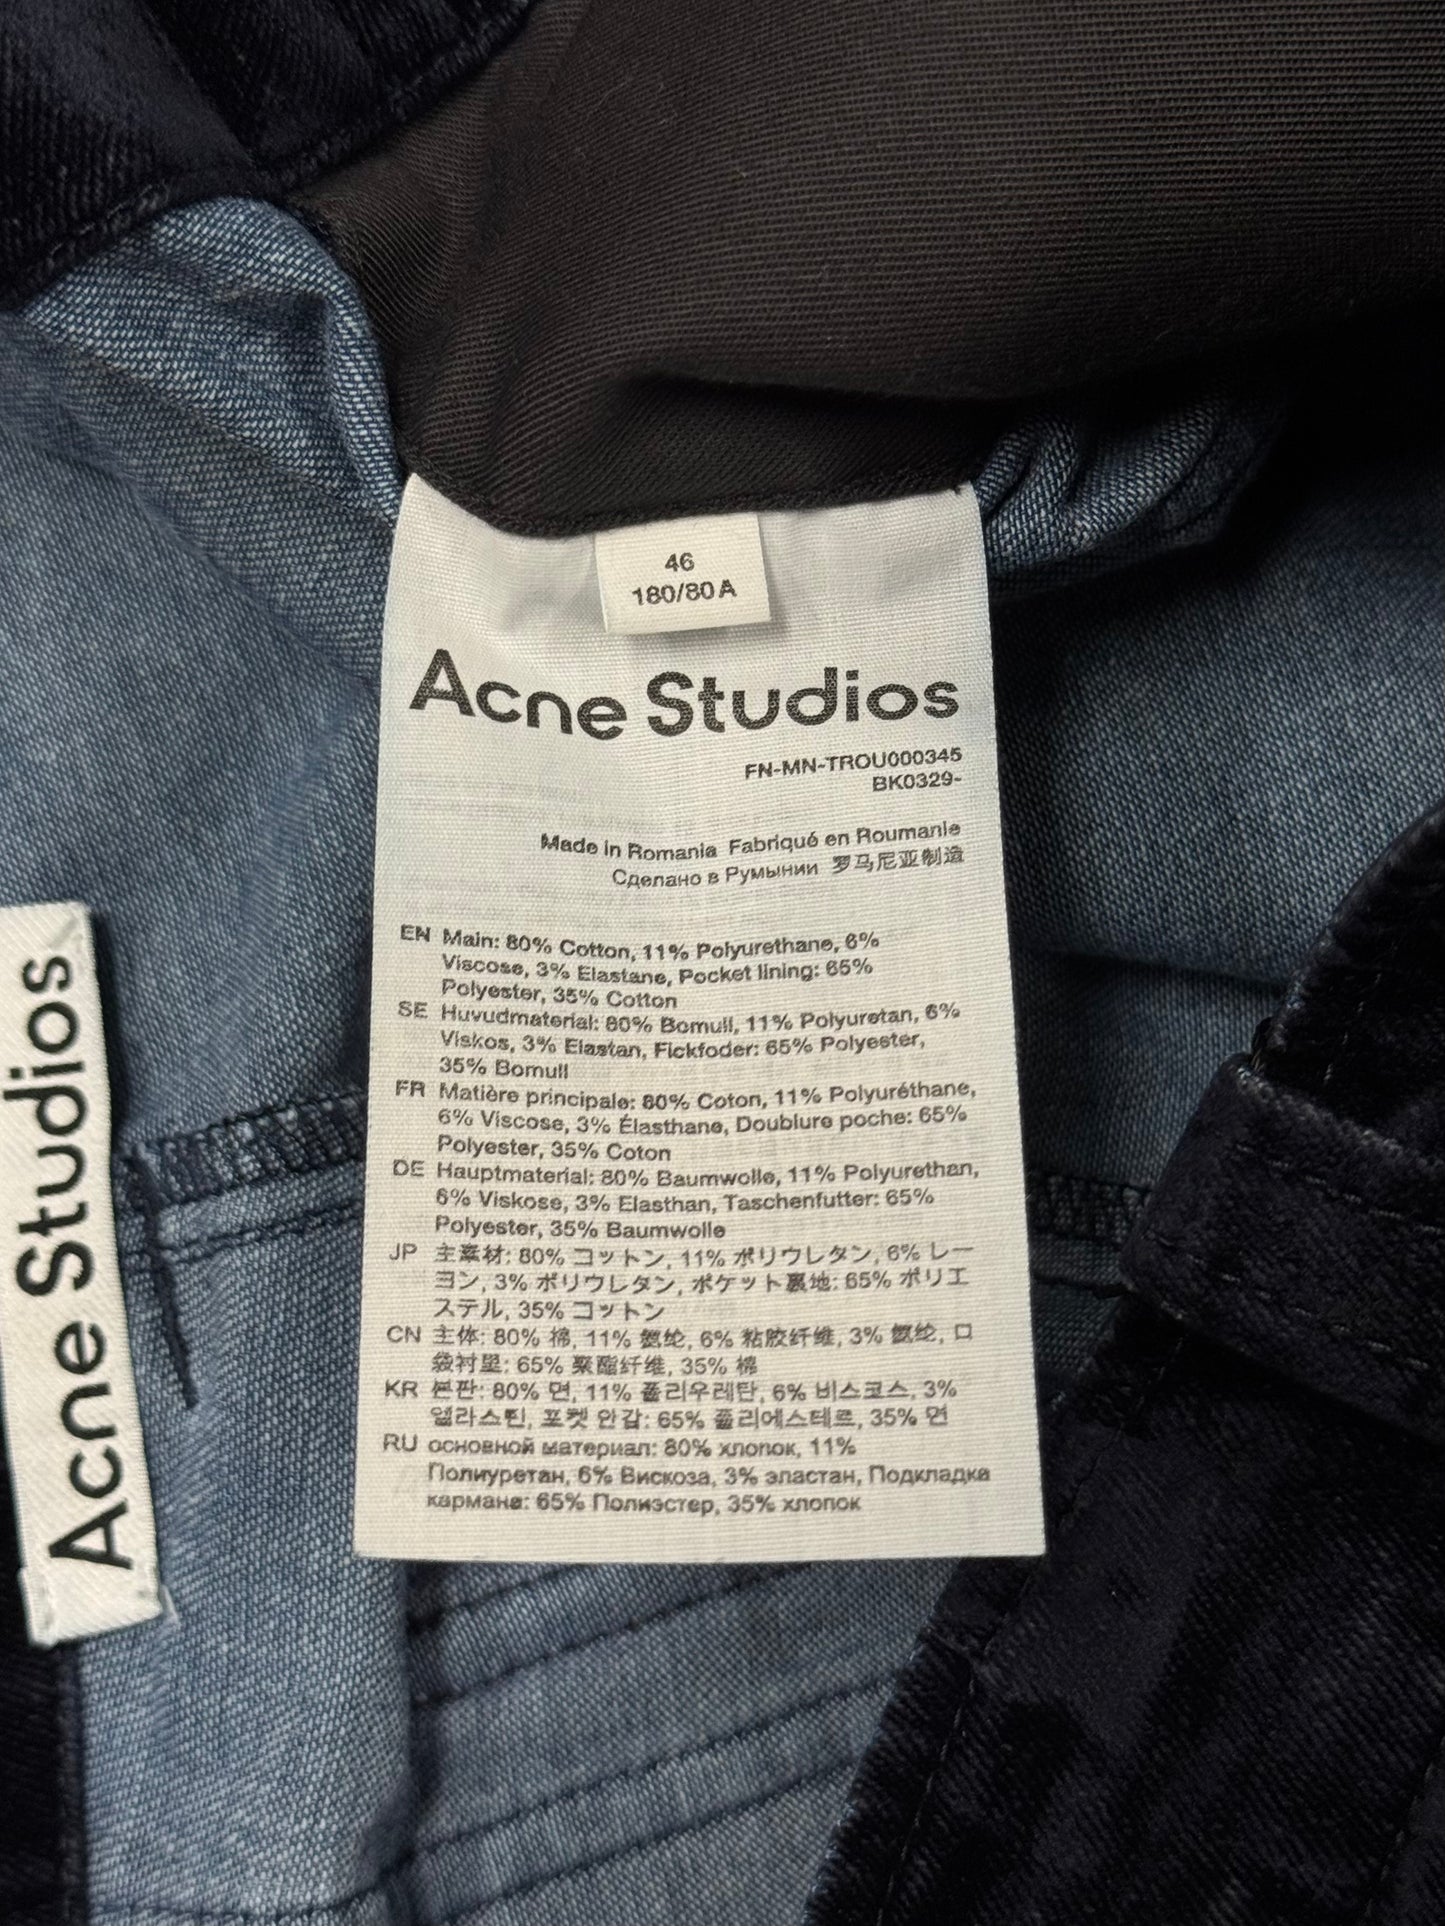 46
180/80A
Acne Studios
FN-MN-TROU000345
BK0329-
Made in Romania Fabriqué en Roumanie
Сделано в Румынии 罗马尼亚制造
EN Main: 80% Cotton, 11% Polyurethane, 6%
Viscose, 3% Elastane, Pocket lining: 65%
Polyester, 35% Cotton
SE Huvudmaterial: 80% Bomull, 11% Polyuretan, 6%
Viskos, 3% Elastan, Fickfoder: 65% Polyester,
35% Bomull
FR Matière principale: 80% Coton, 11% Polyuréthane,
6% Viscose, 3% Élasthane, Doublure poche: 65%
Polyester, 35% Coton
DE Hauptmaterial: 80% Baumwolle, 11% Polyurethan,
6% Viskose, 3% Elasthan, Taschenfutter: 65%
Polyester, 35% Baumwolle
JP 主素材: 80% コットン, 11% ポリウレタン, 6% レー
ヨン, 3% ポリウレタン, ポケット裏地: 65% ポリエ
ステル, 35% コットン
CN 主体: 80% 棉, 11% 氨纶, 6% 粘胶纤维, 3% 氨纶, 口
袋衬里: 65% 聚酯纤维, 35% 棉
KR 본판: 80% 면, 11% 폴리우레탄, 6% 비스코스, 3%
엘라스틴, 포켓 안감: 65% 폴리에스테르, 35% 면
RU основной материал: 80% хлопок, 11%
Полиуретан, 6% Вискоза, 3% эластан, Подкладка
кармана: 65% Полиэстер, 35% хлопок
Acne Studios